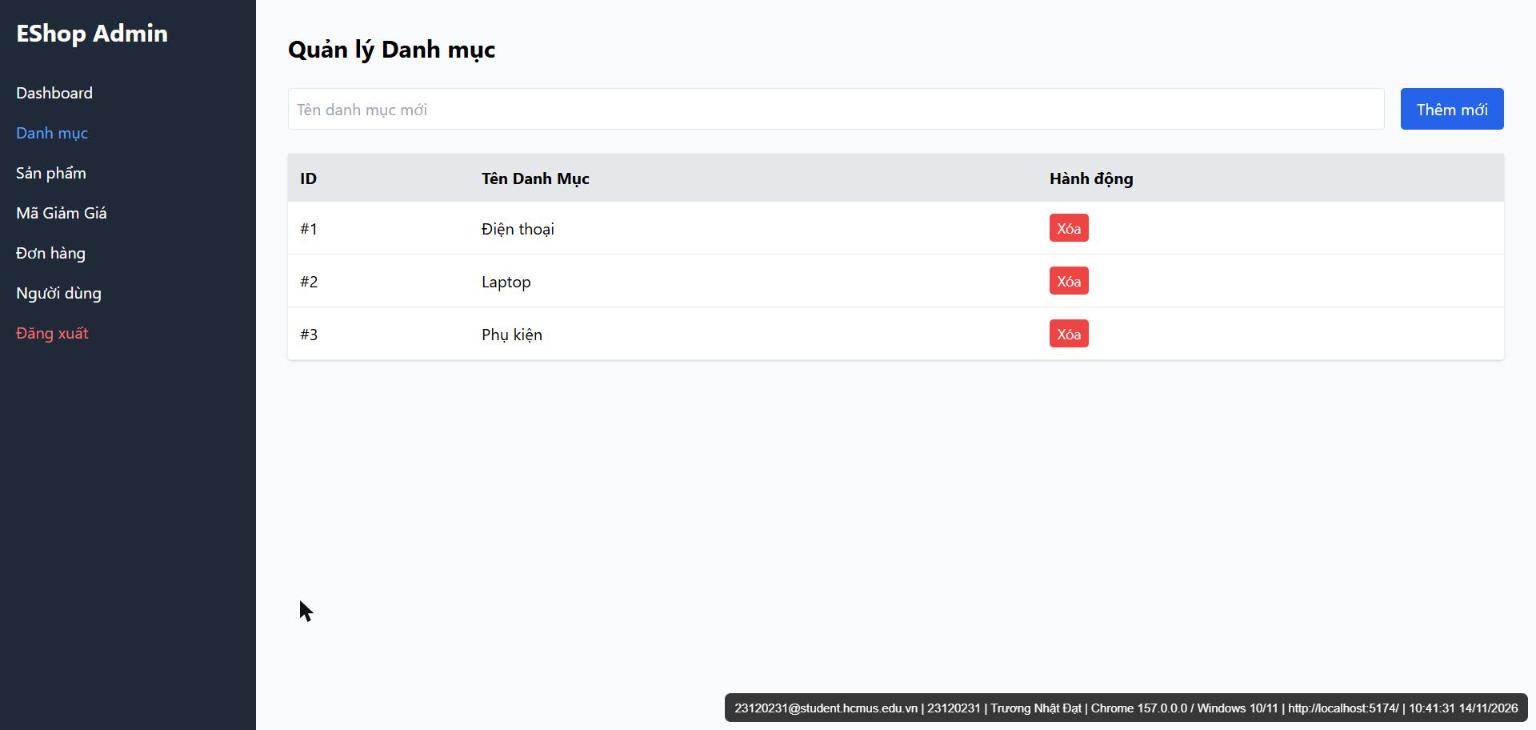 EShop Admin
Dashboard
Danh mục
Sản phẩm
Mã Giảm Giá
Đơn hàng
Người dùng
Đăng xuất
Quản lý Danh mục
Tên danh mục mới
Thêm mới
ID Tên Danh Mục Hành động
#1 Điện thoại Xóa
#2 Laptop Xóa
#3 Phụ kiện Xóa
23120231@student.hcmus.edu.vn | 23120231 | Trương Nhật Đạt | Chrome 157.0.0.0 / Windows 10/11 | http://localhost:5174/ | 10:41:31 14/11/2026